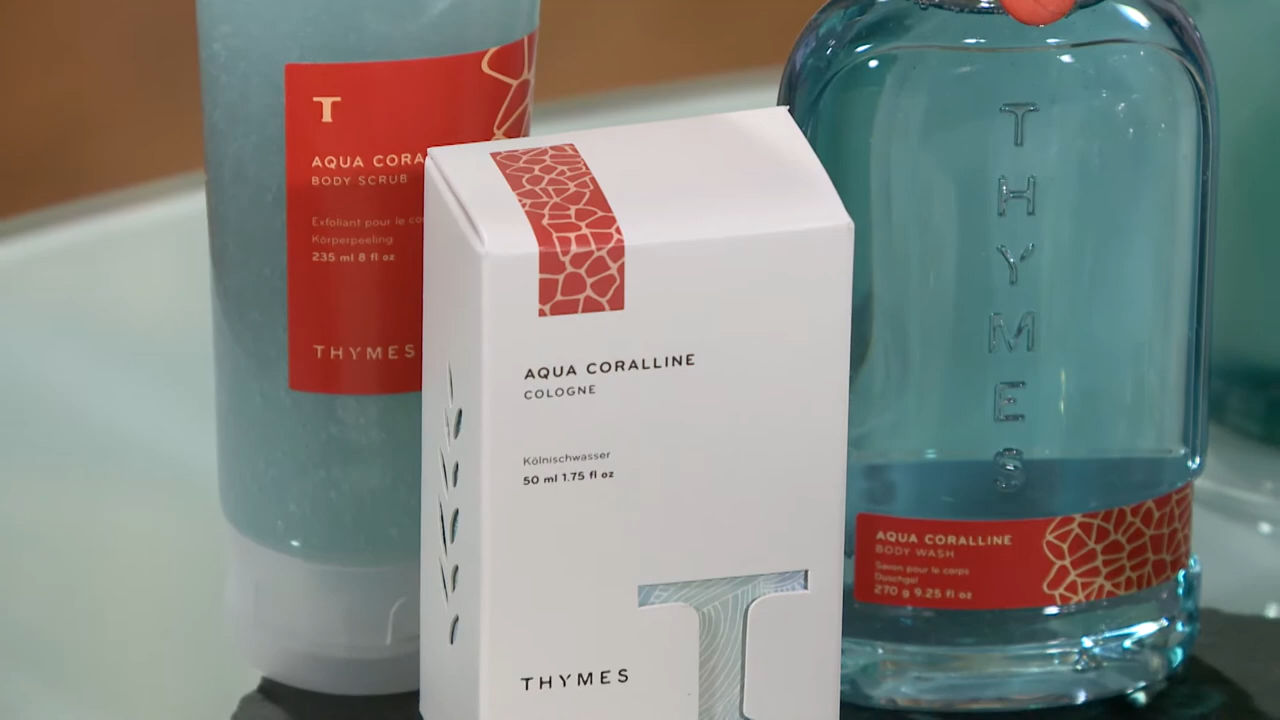 T
AQUA CORA
BODY SCRUB
Exfoliant pour le
Körperpeeling
235 ml 8 fl oz
THYMES
AQUA CORALLINE
COLOGNE
Kölnischwasser
50 ml 1.75 fl oz
THYMES
T
THYMES
AQUA CORALLINE
BODY WASH
Savon pour le corps
Duschgel
270 g 9.25 fl oz